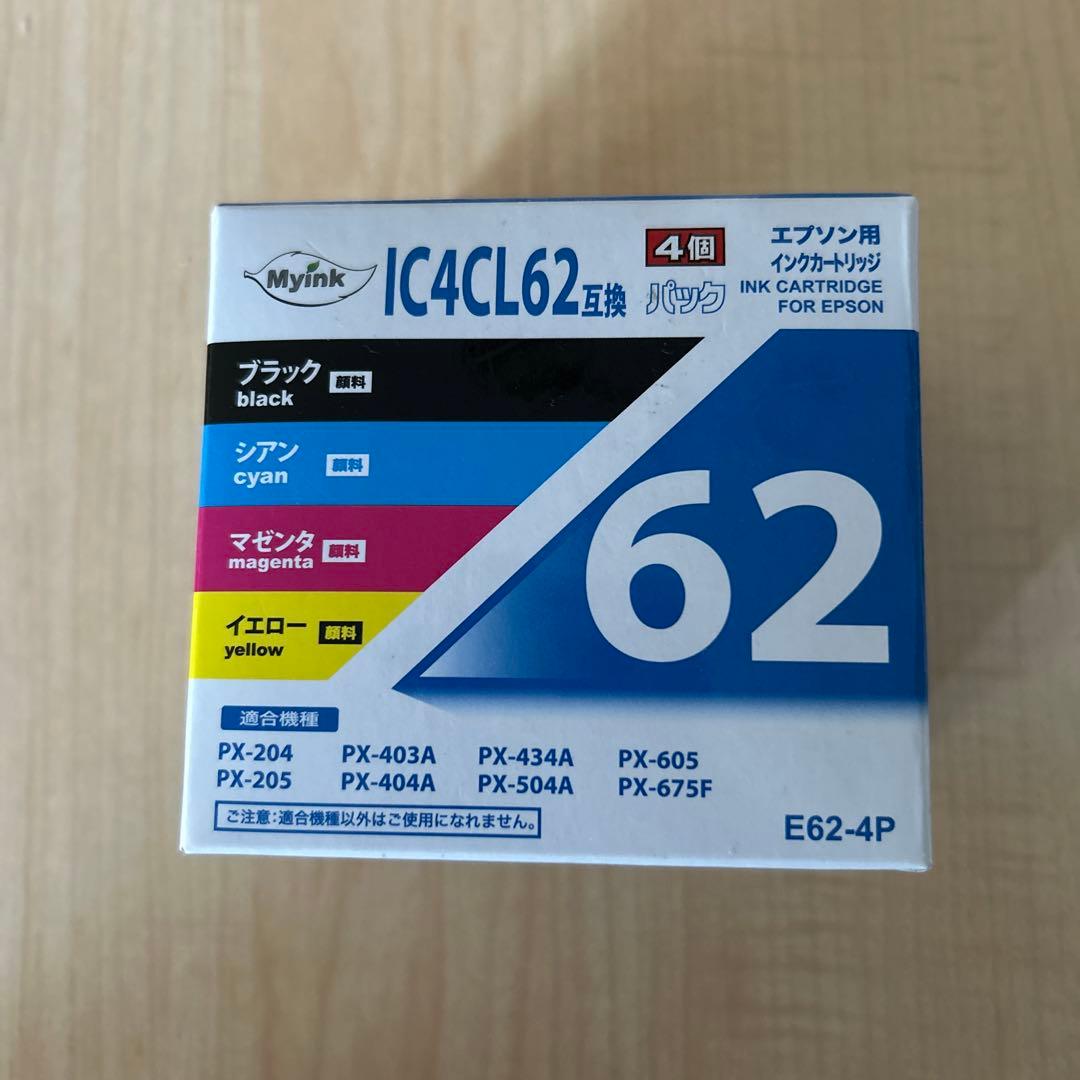 Myink
IC4CL62互換
4個
パック
エプソン用
インクカートリッジ
INK CARTRIDGE
FOR EPSON
ブラック 顔料
black
シアン 顔料
cyan
マゼンタ 顔料
magenta
イエロー 顔料
yellow
62
適合機種
PX-204 PX-403A PX-434A PX-605
PX-205 PX-404A PX-504A PX-675F
ご注意:適合機種以外はご使用になれません。
E62-4P